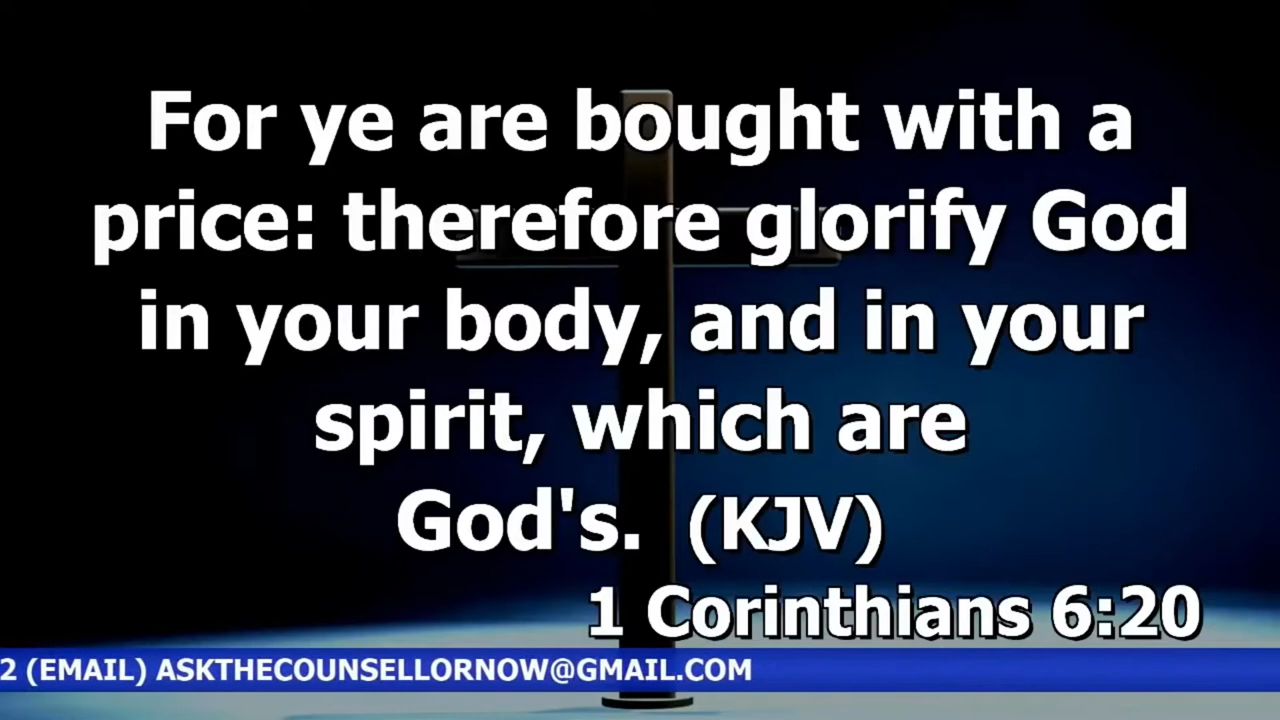 For ye are bought with a
price: therefore glorify God
in your body, and in your
spirit, which are
God's. (KJV)
1 Corinthians 6:20
2 (EMAIL) ASKTHECOUNSELLORNOW@GMAIL.COM